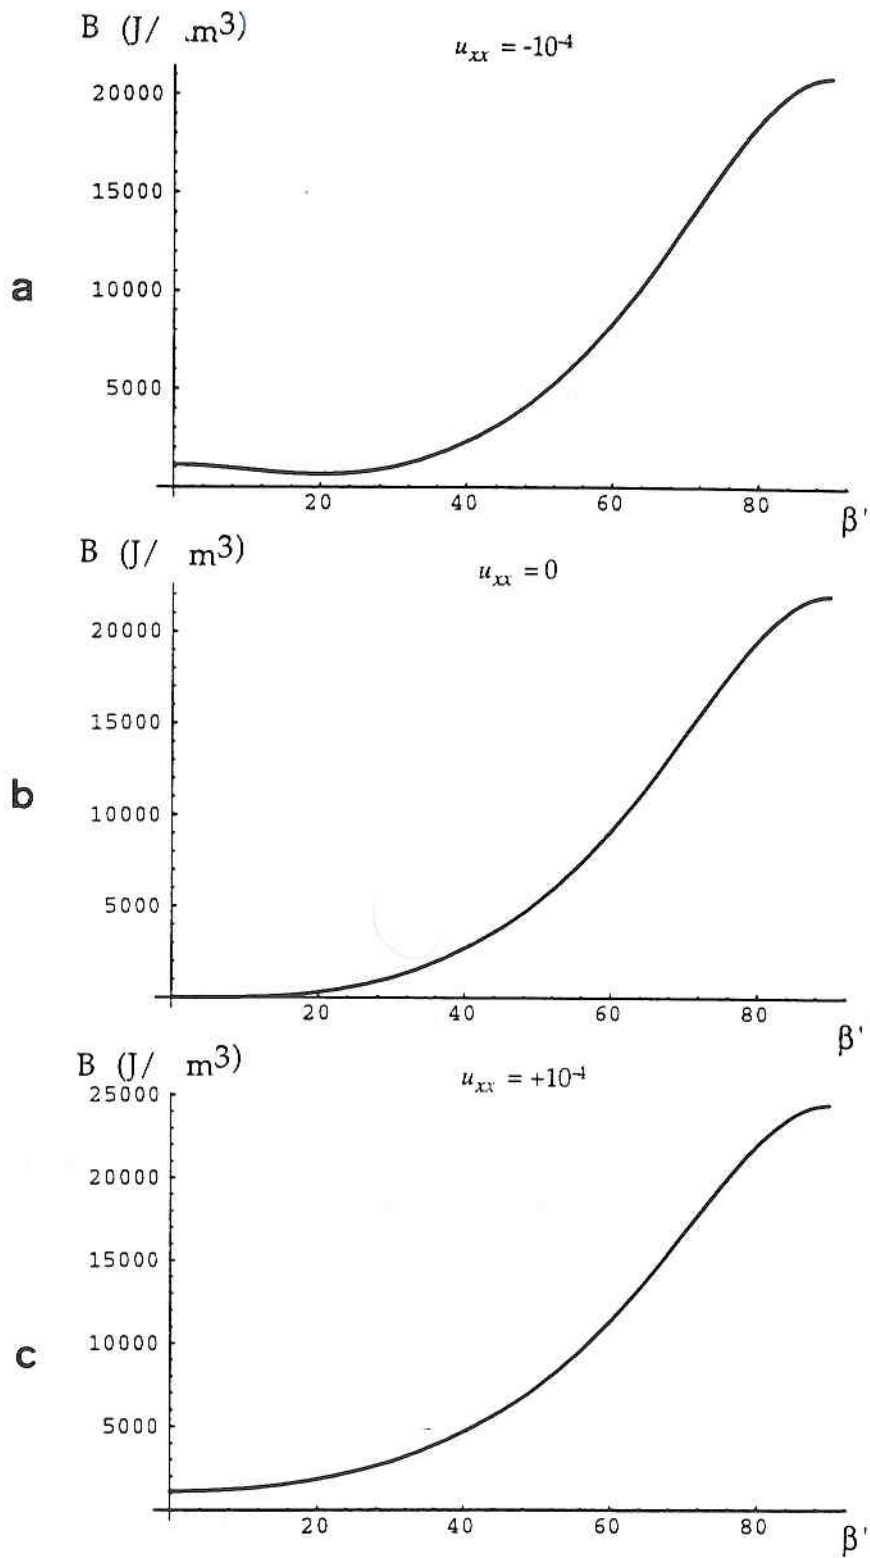 B (J/ .m3)
u_xx = -10-4
20000
15000
a
10000
5000
20 40 60 80
β'
B (J/ m3)
u_xx = 0
20000
15000
b
10000
5000
20 40 60 80
β'
B (J/ m3)
u_xx = +10-4
25000
20000
15000
c
10000
5000
20 40 60 80
β'